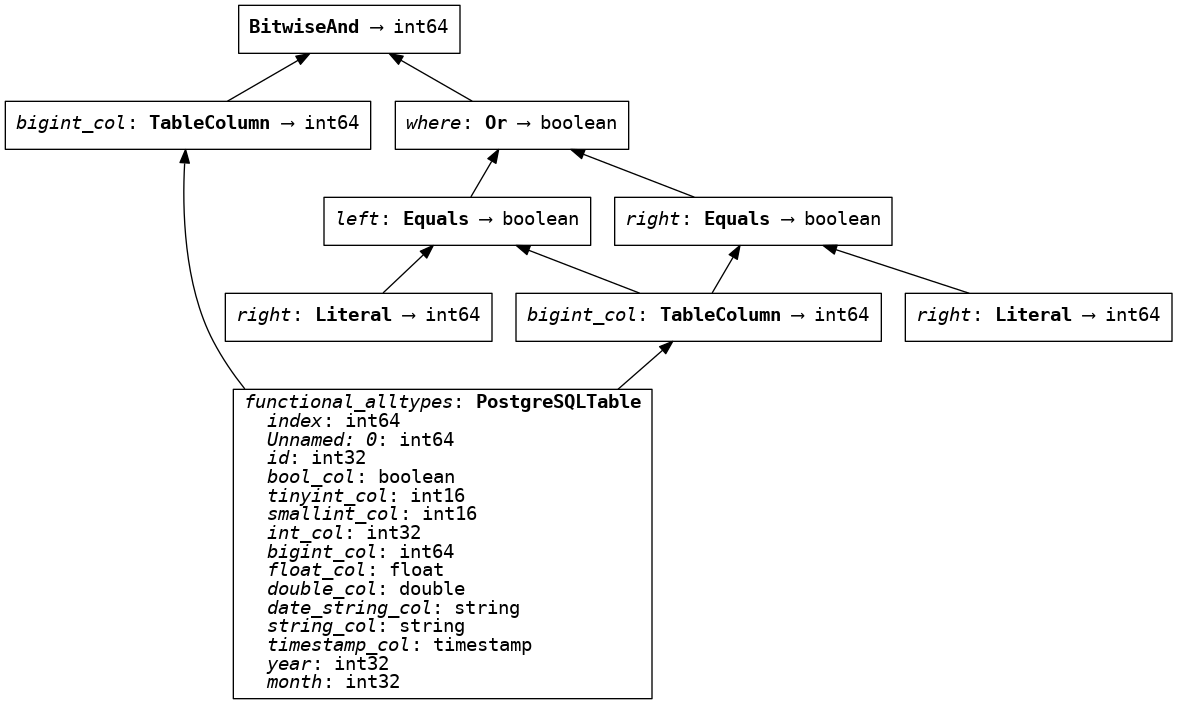 BitwiseAnd → int64
bigint_col: TableColumn → int64
where: Or → boolean
left: Equals → boolean
right: Equals → boolean
right: Literal → int64
bigint_col: TableColumn → int64
right: Literal → int64
functional_alltypes: PostgreSQLTable
index: int64
Unnamed: 0: int64
id: int32
bool_col: boolean
tinyint_col: int16
smallint_col: int16
int_col: int32
bigint_col: int64
float_col: float
double_col: double
date_string_col: string
string_col: string
timestamp_col: timestamp
year: int32
month: int32